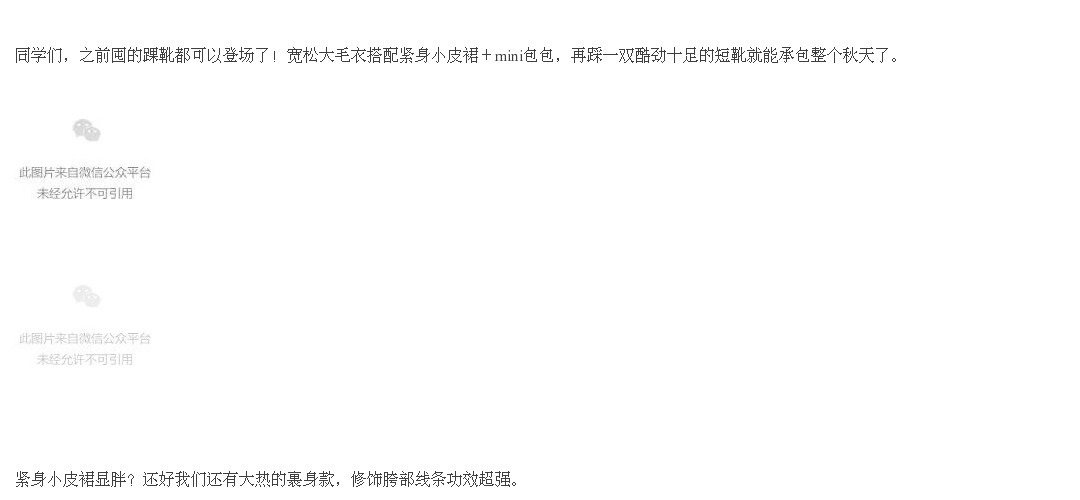 同学们，之前囤的踝靴都可以登场了！宽松大毛衣搭配紧身小皮裙＋mini包包，再踩一双酷劲十足的短靴就能承包整个秋天了。
此图片来自微信公众平台
未经允许不可引用
此图片来自微信公众平台
未经允许不可引用
紧身小皮裙显胖？还好我们还有大热的裹身款，修饰胯部线条功效超强。